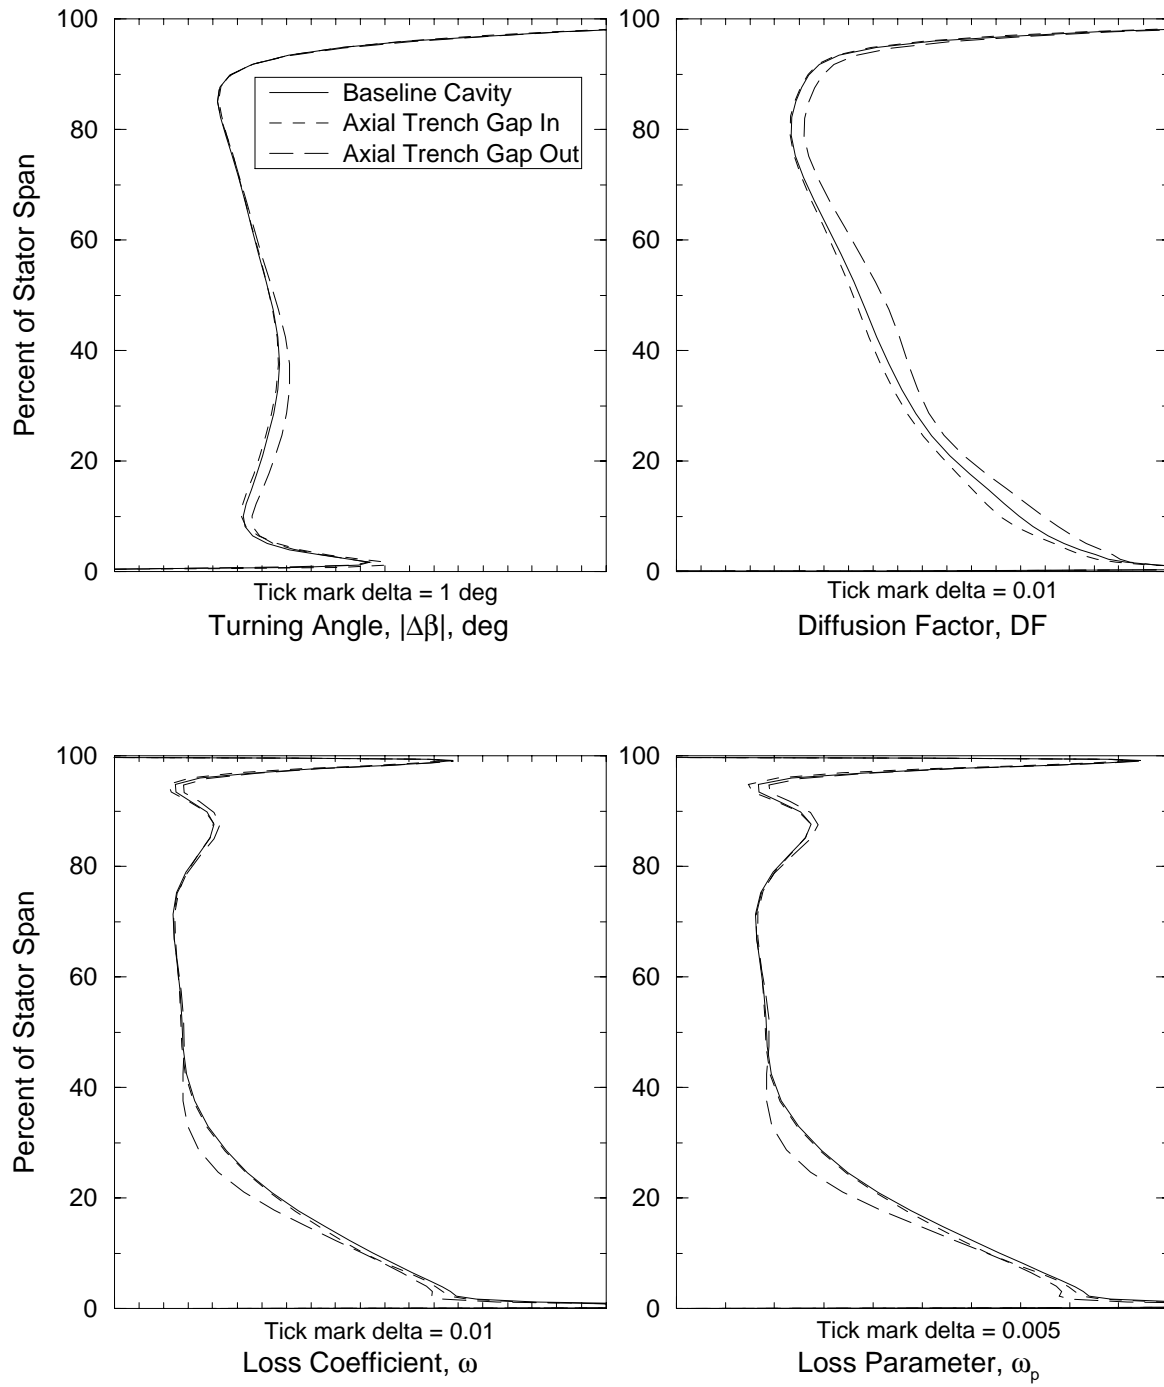 100
80
60
40
20
0
Percent of Stator Span
Baseline Cavity
Axial Trench Gap In
Axial Trench Gap Out
Tick mark delta = 1 deg
Turning Angle, |Δβ|, deg
100
80
60
40
20
0
Tick mark delta = 0.01
Diffusion Factor, DF
100
80
60
40
20
0
Percent of Stator Span
Tick mark delta = 0.01
Loss Coefficient, ω
100
80
60
40
20
0
Tick mark delta = 0.005
Loss Parameter, ωp